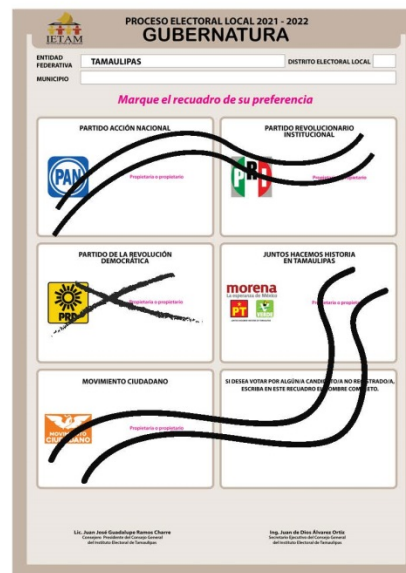 IETAM
PROCESO ELECTORAL LOCAL 2021 - 2022
GUBERNATURA
ENTIDAD FEDERATIVA
TAMAULIPAS
DISTRITO ELECTORAL LOCAL
MUNICIPIO
Marque el recuadro de su preferencia
PARTIDO ACCIÓN NACIONAL
PAN
Propietaria o propietario
PARTIDO REVOLUCIONARIO
INSTITUCIONAL
PRI
Propietaria o propietario
PARTIDO DE LA REVOLUCIÓN
DEMOCRÁTICA
PRD
Propietaria o propietario
JUNTOS HACEMOS HISTORIA
EN TAMAULIPAS
morena
La esperanza de México
PT
VERDE
Propietaria o propietario
MOVIMIENTO CIUDADANO
MOVIMIENTO
CIUDADANO
Propietaria o propietario
SI DESEA VOTAR POR ALGÚN/A CANDIDATO/A NO REGISTRADO/A,
ESCRIBA EN ESTE RECUADRO EL NOMBRE COMPLETO.
Lic. Juan José Guadalupe Ramos Charre
Consejero Presidente del Consejo General
del Instituto Electoral de Tamaulipas
Ing. Juan de Dios Álvarez Ortiz
Secretario Ejecutivo del Consejo General
del Instituto Electoral de Tamaulipas